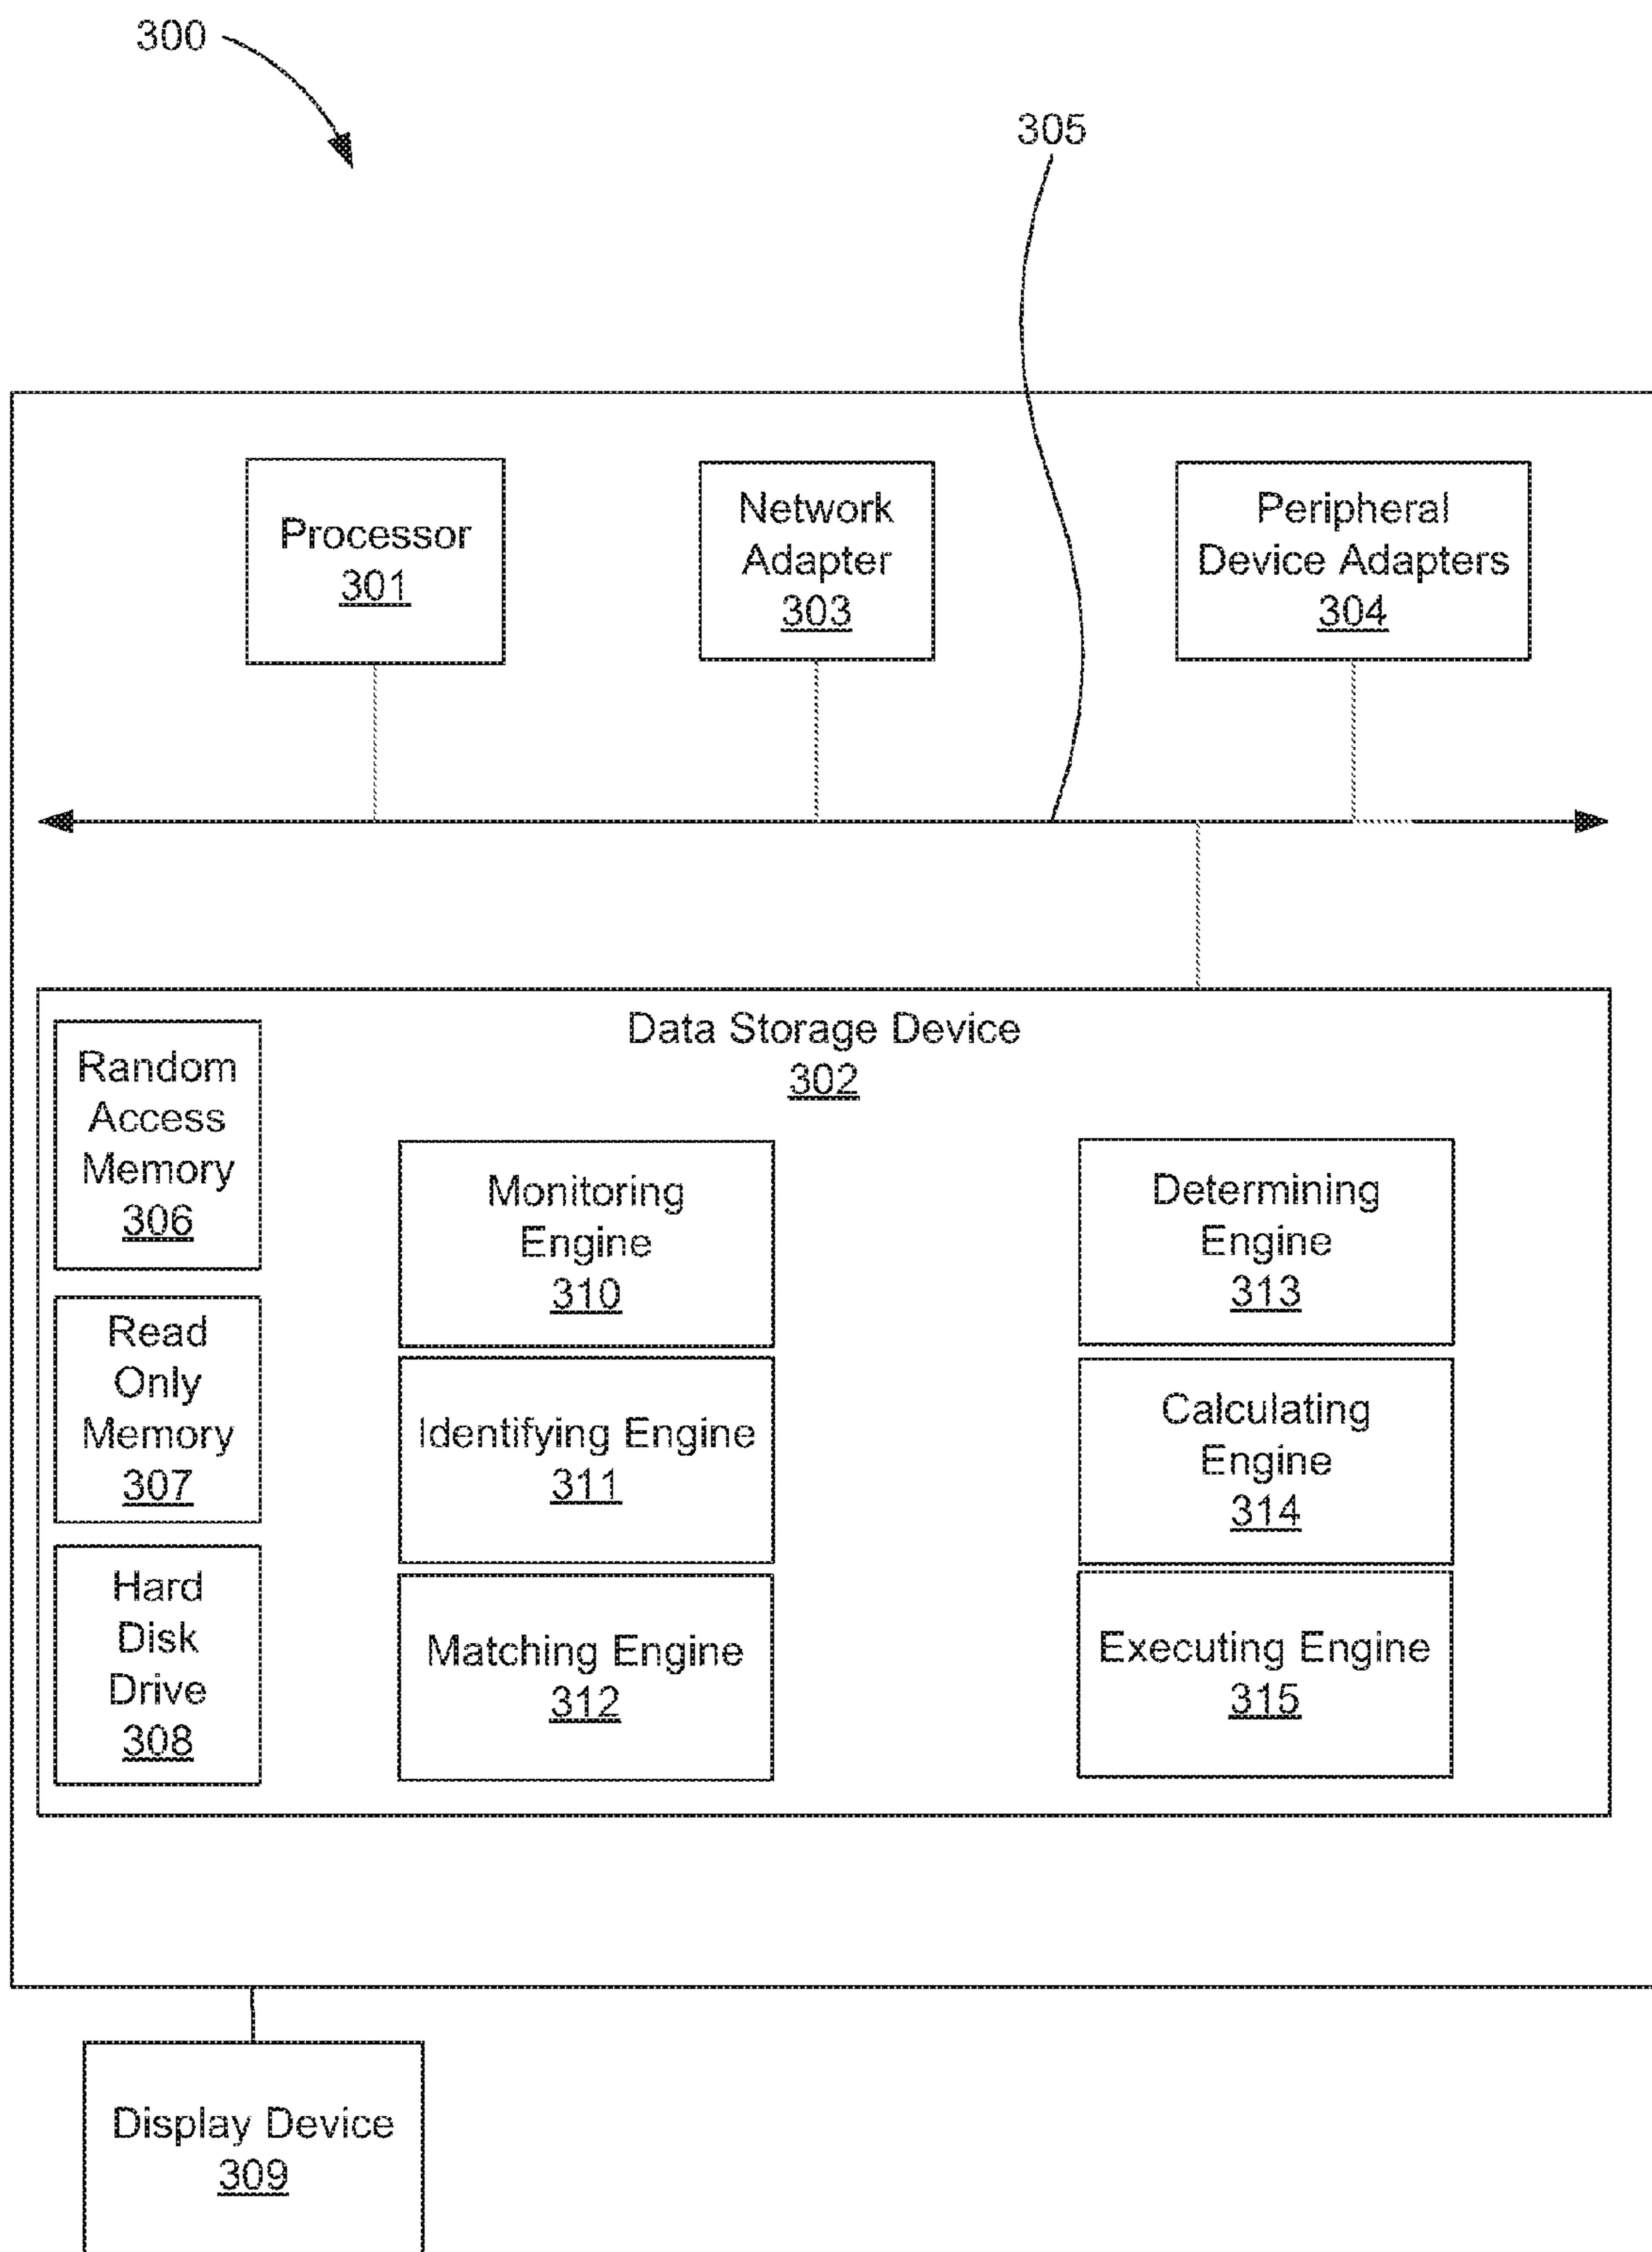 300
305
Processor
301
Network
Adapter
303
Peripheral
Device Adapters
304
Data Storage Device
302
Random
Access
Memory
306
Read
Only
Memory
307
Hard
Disk
Drive
308
Monitoring
Engine
310
Identifying Engine
311
Matching Engine
312
Determining
Engine
313
Calculating
Engine
314
Executing Engine
315
Display Device
309